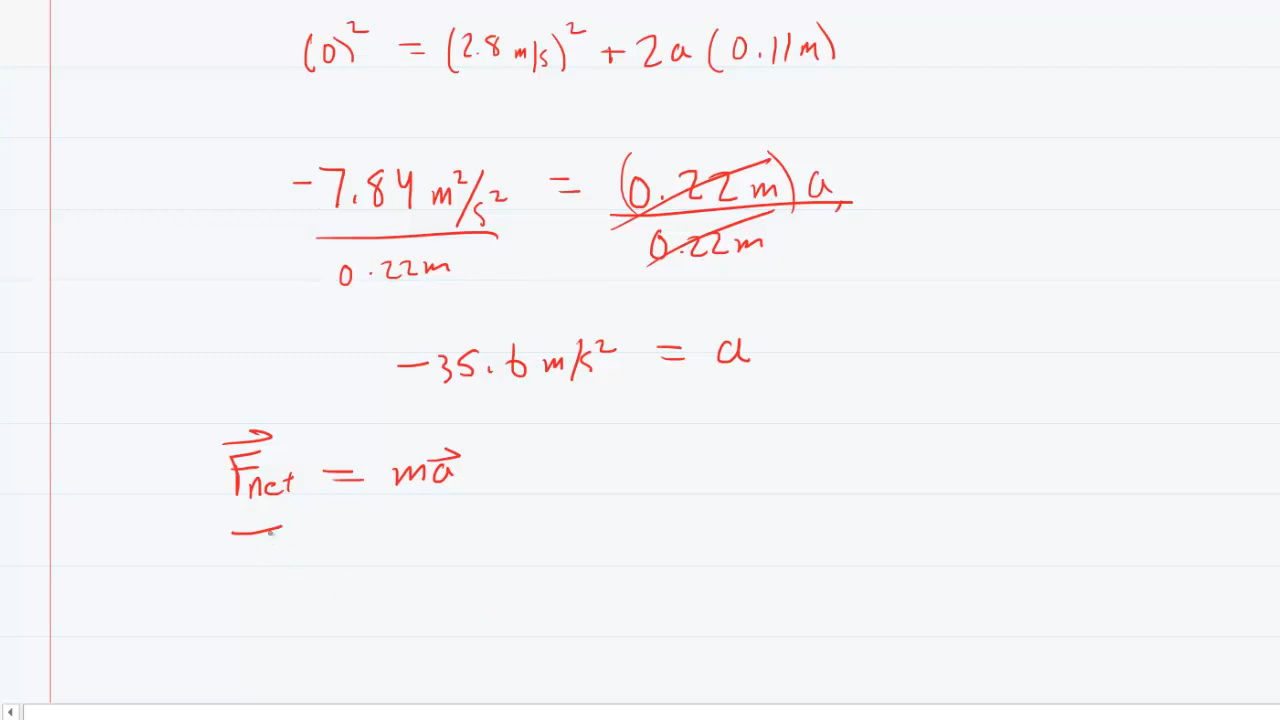 (0)² = (2.8 m/s)² + 2a (0.11m)
-7.84 m²/s² = (0.22 m) a
0.22m 0.22m
-35.6 m/s² = a
F⃗net = ma⃗